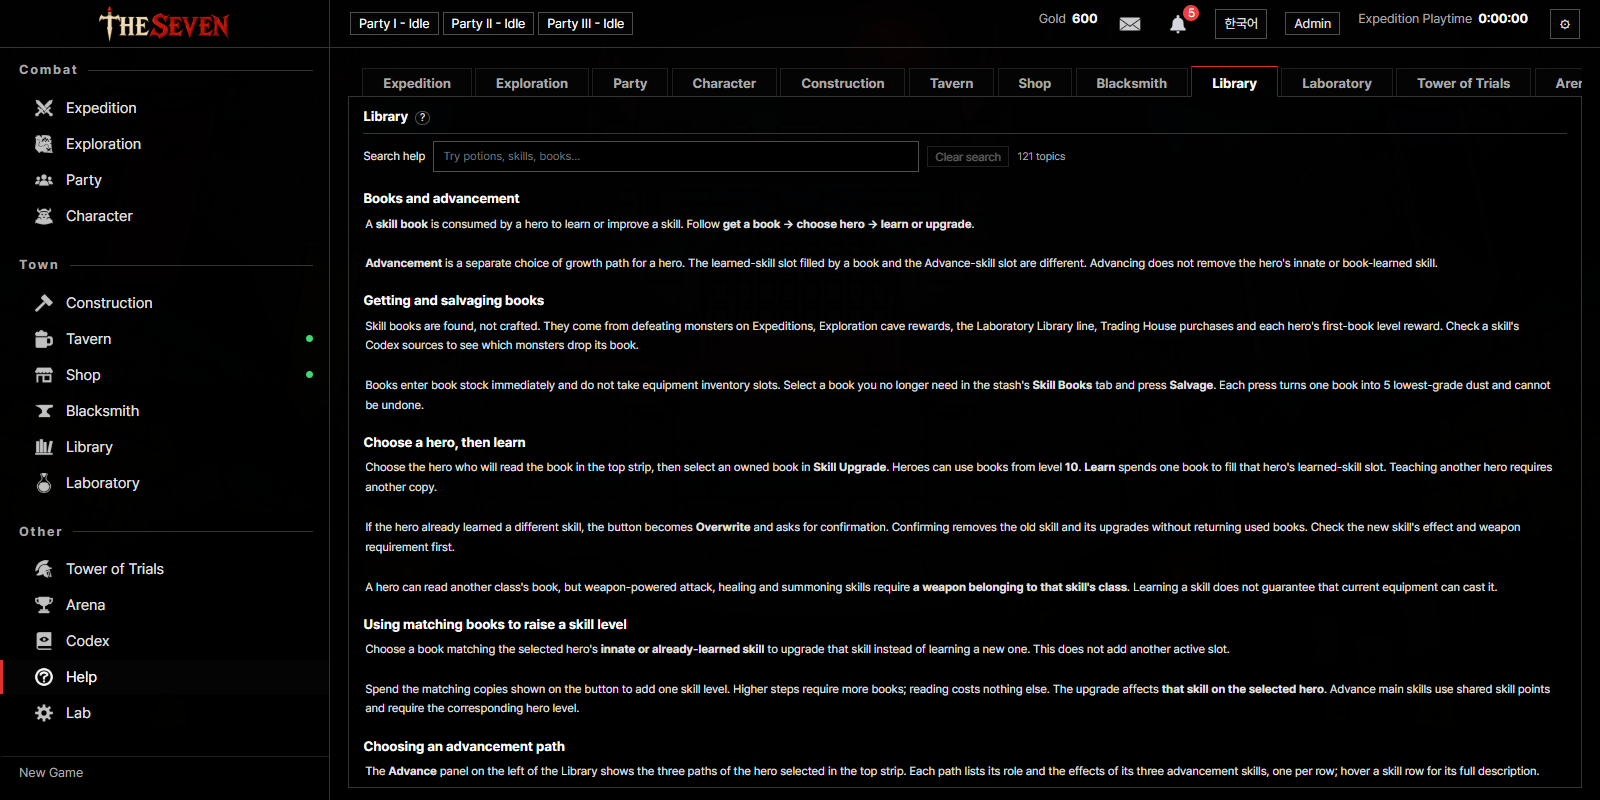 THE SEVEN
Party I - Idle
Party II - Idle
Party III - Idle
Gold 600
5
한국어
Admin
Expedition Playtime 0:00:00
Combat
Expedition
Exploration
Party
Character
Town
Construction
Tavern
Shop
Blacksmith
Library
Laboratory
Other
Tower of Trials
Arena
Codex
Help
Lab
New Game
Expedition
Exploration
Party
Character
Construction
Tavern
Shop
Blacksmith
Library
Laboratory
Tower of Trials
Aren
Library ?
Search help
Try potions, skills, books...
Clear search
121 topics
Books and advancement
A skill book is consumed by a hero to learn or improve a skill. Follow get a book → choose hero → learn or upgrade.
Advancement is a separate choice of growth path for a hero. The learned-skill slot filled by a book and the Advance-skill slot are different. Advancing does not remove the hero's innate or book-learned skill.
Getting and salvaging books
Skill books are found, not crafted. They come from defeating monsters on Expeditions, Exploration cave rewards, the Laboratory Library line, Trading House purchases and each hero's first-book level reward. Check a skill's
Codex sources to see which monsters drop its book.
Books enter book stock immediately and do not take equipment inventory slots. Select a book you no longer need in the stash's Skill Books tab and press Salvage. Each press turns one book into 5 lowest-grade dust and cannot
be undone.
Choose a hero, then learn
Choose the hero who will read the book in the top strip, then select an owned book in Skill Upgrade. Heroes can use books from level 10. Learn spends one book to fill that hero's learned-skill slot. Teaching another hero requires
another copy.
If the hero already learned a different skill, the button becomes Overwrite and asks for confirmation. Confirming removes the old skill and its upgrades without returning used books. Check the new skill's effect and weapon
requirement first.
A hero can read another class's book, but weapon-powered attack, healing and summoning skills require a weapon belonging to that skill's class. Learning a skill does not guarantee that current equipment can cast it.
Using matching books to raise a skill level
Choose a book matching the selected hero's innate or already-learned skill to upgrade that skill instead of learning a new one. This does not add another active slot.
Spend the matching copies shown on the button to add one skill level. Higher steps require more books; reading costs nothing else. The upgrade affects that skill on the selected hero. Advance main skills use shared skill points
and require the corresponding hero level.
Choosing an advancement path
The Advance panel on the left of the Library shows the three paths of the hero selected in the top strip. Each path lists its role and the effects of its three advancement skills, one per row; hover a skill row for its full description.